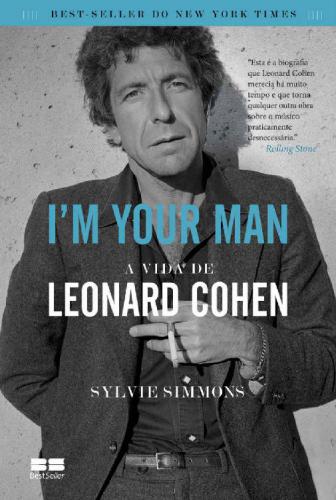 BEST-SELLER DO NEW YORK TIMES
"Esta é a biografia
que Leonard Cohen
merecia há muito
tempo e que torna
qualquer outra obra
sobre o músico
praticamente
desnecessária."
Rolling Stone
I'M YOUR MAN
A VIDA DE
LEONARD COHEN
SYLVIE SIMMONS
BestSeller